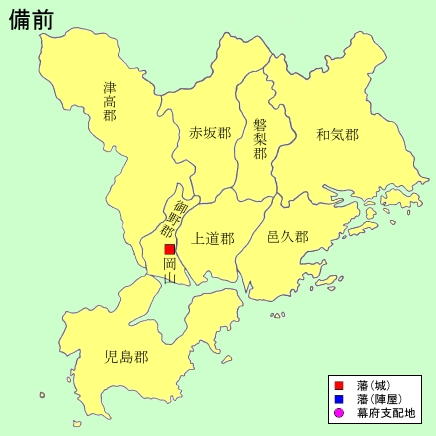 備前
津高郡
赤坂郡
磐梨郡
和気郡
御野郡
上道郡
邑久郡
岡山
児島郡
藩（城）
藩（陣屋）
幕府支配地